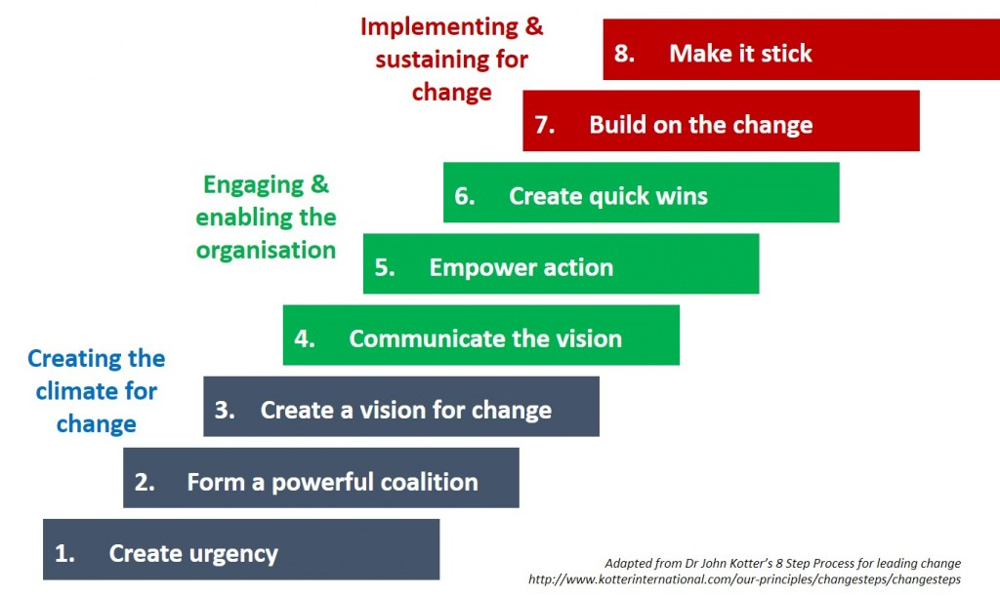 Implementing &
sustaining for
change
8. Make it stick
7. Build on the change
Engaging &
enabling the
organisation
6. Create quick wins
5. Empower action
4. Communicate the vision
Creating the
climate for
change
3. Create a vision for change
2. Form a powerful coalition
1. Create urgency
Adapted from Dr John Kotter’s 8 Step Process for leading change
http://www.kotterinternational.com/our-principles/changesteps/changesteps